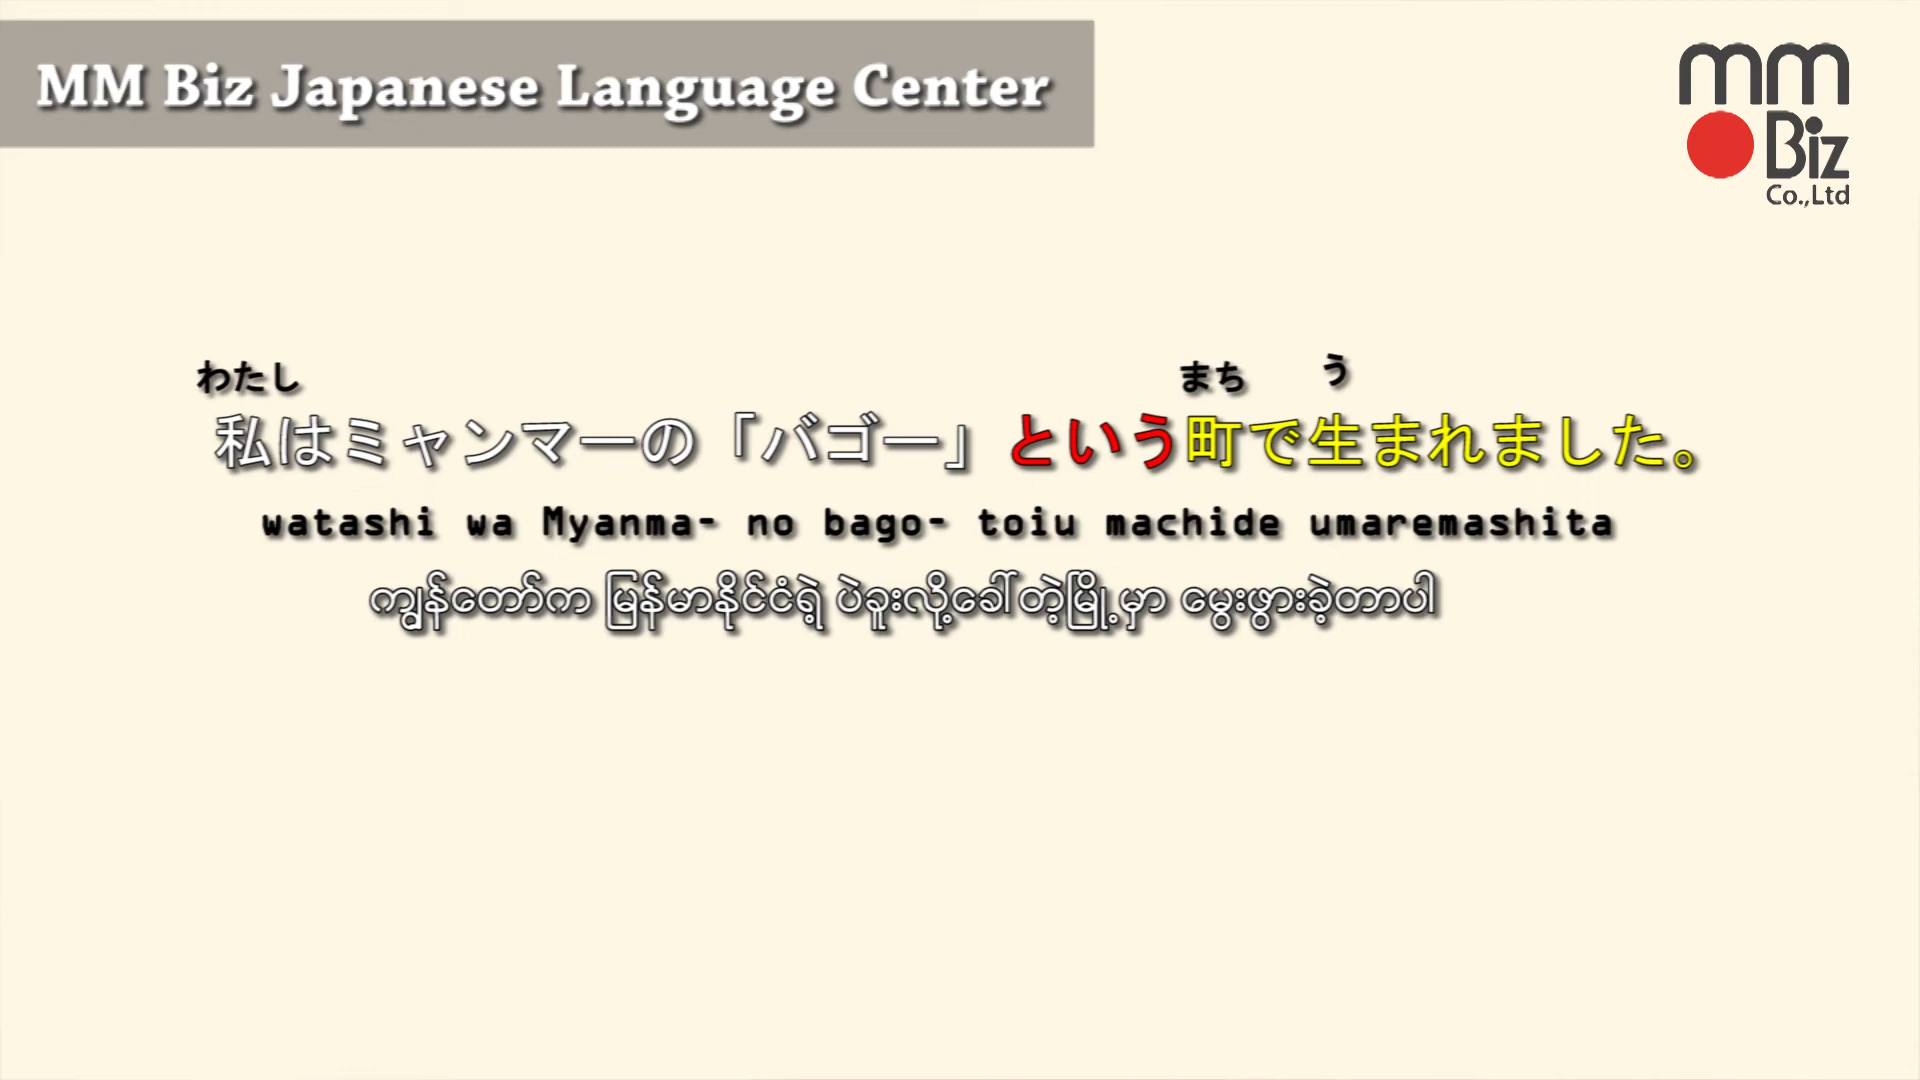 MM Biz Japanese Language Center
mm
Biz
Co.,Ltd
わたし まち う
私はミャンマーの「バゴー」という町で生まれました。
watashi wa Myanma- no bago- toiu machide umaremashita
ကျွန်တော်က မြန်မာနိုင်ငံရဲ့ ပဲခူးလို့ခေါ်တဲ့မြို့မှာ မွေးဖွားခဲ့တာပါ